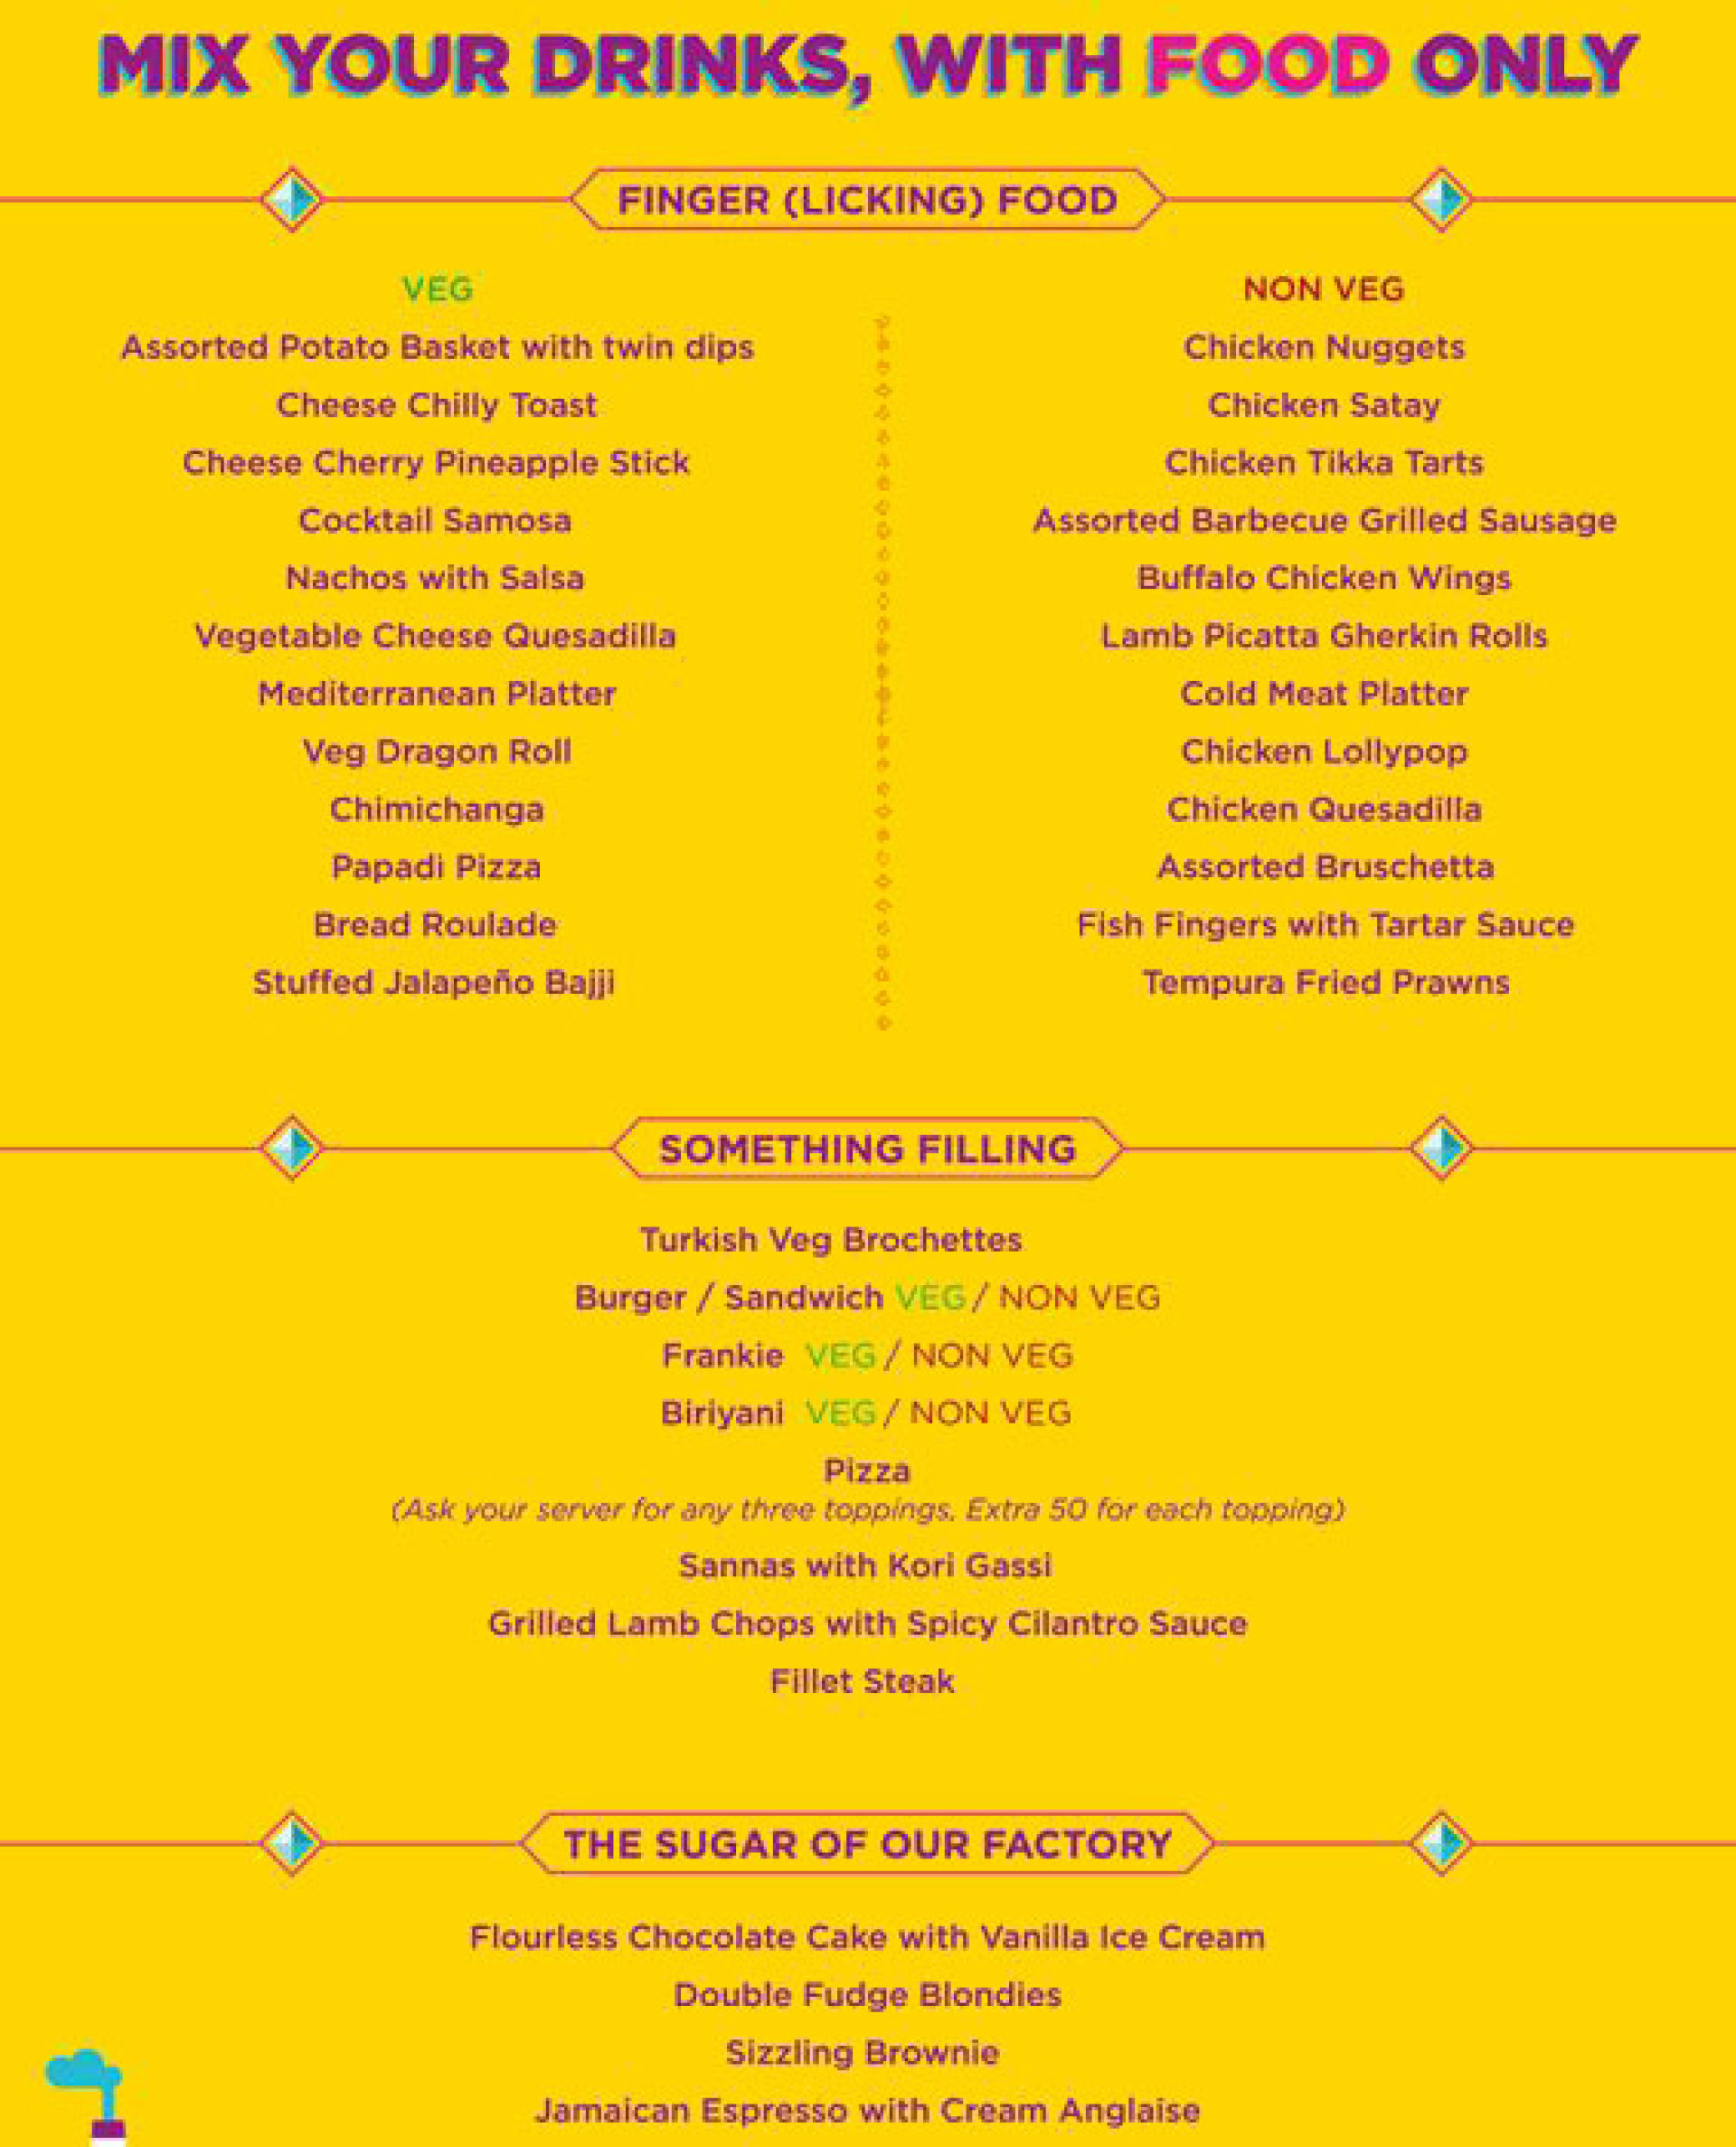 MIX YOUR DRINKS, WITH FOOD ONLY
FINGER (LICKING) FOOD
VEG
Assorted Potato Basket with twin dips
Cheese Chilly Toast
Cheese Cherry Pineapple Stick
Cocktail Samosa
Nachos with Salsa
Vegetable Cheese Quesadilla
Mediterranean Platter
Veg Dragon Roll
Chimichanga
Papadi Pizza
Bread Roulade
Stuffed Jalapeño Bajji
NON VEG
Chicken Nuggets
Chicken Satay
Chicken Tikka Tarts
Assorted Barbecue Grilled Sausage
Buffalo Chicken Wings
Lamb Picatta Gherkin Rolls
Cold Meat Platter
Chicken Lollypop
Chicken Quesadilla
Assorted Bruschetta
Fish Fingers with Tartar Sauce
Tempura Fried Prawns
SOMETHING FILLING
Turkish Veg Brochettes
Burger / Sandwich VEG / NON VEG
Frankie VEG / NON VEG
Biriyani VEG / NON VEG
Pizza
(Ask your server for any three toppings. Extra 50 for each topping)
Sannas with Kori Gassi
Grilled Lamb Chops with Spicy Cilantro Sauce
Fillet Steak
THE SUGAR OF OUR FACTORY
Flourless Chocolate Cake with Vanilla Ice Cream
Double Fudge Blondies
Sizzling Brownie
Jamaican Espresso with Cream Anglaise